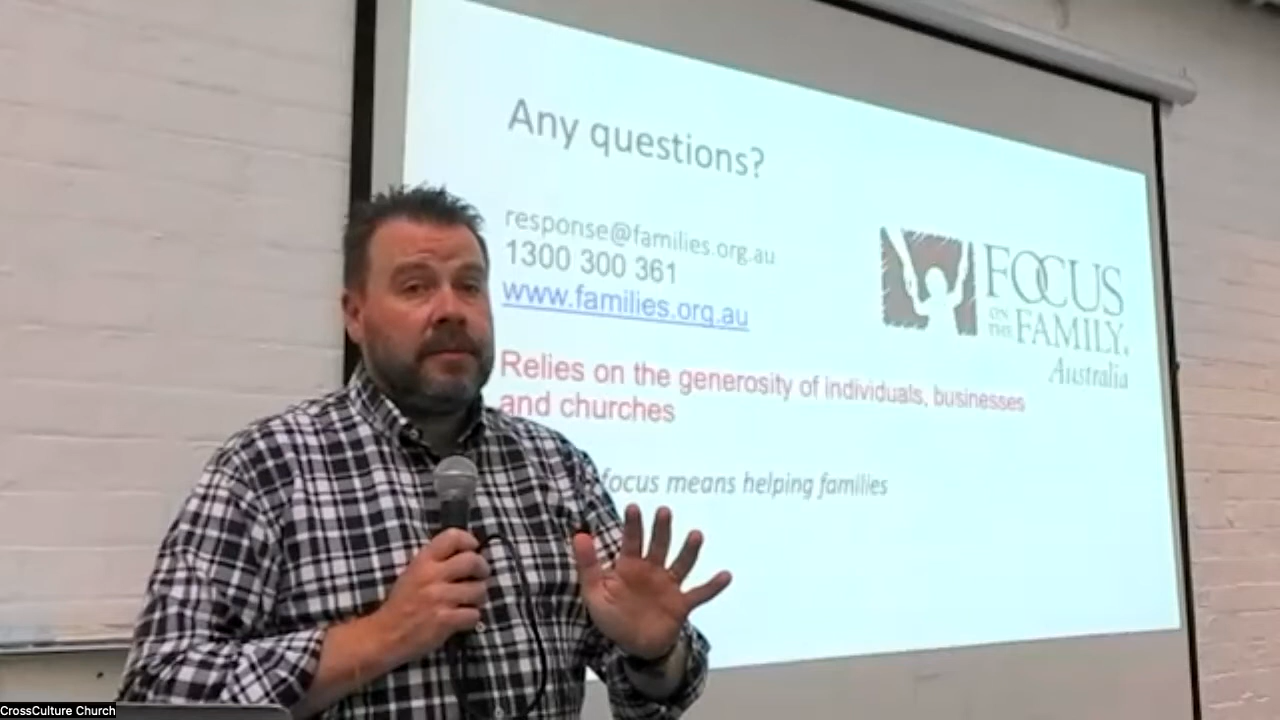 Any questions?
response@families.org.au
1300 300 361
www.families.org.au
Relies on the generosity of individuals, businesses
and churches
focus means helping families
FOCUS
ON THE FAMILY
Australia
CrossCulture Church